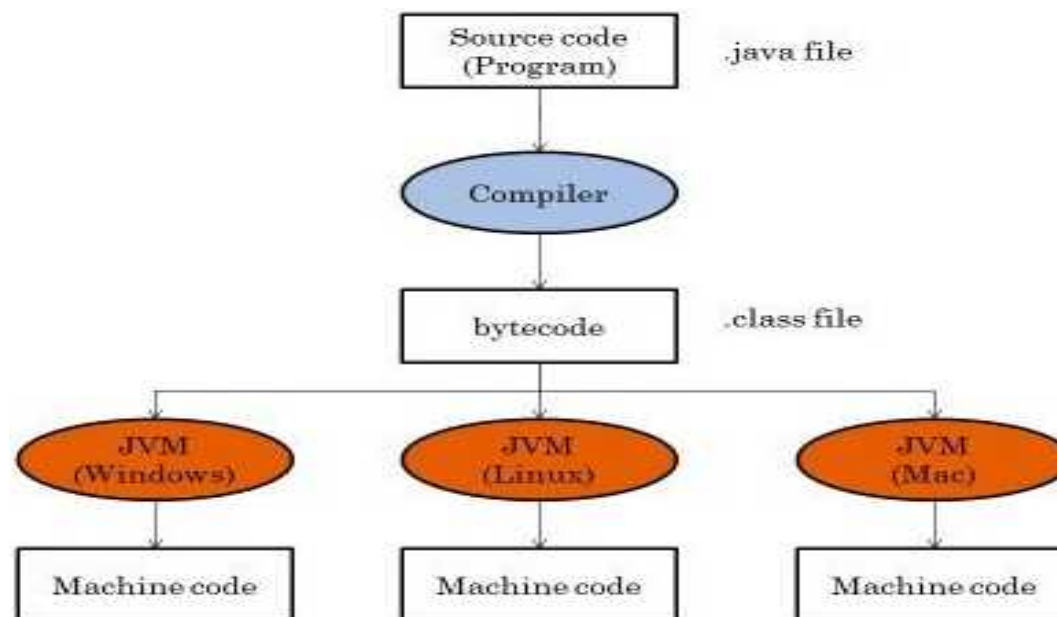 Source code
(Program)
.java file
Compiler
bytecode
.class file
JVM
(Windows)
JVM
(Linux)
JVM
(Mac)
Machine code
Machine code
Machine code